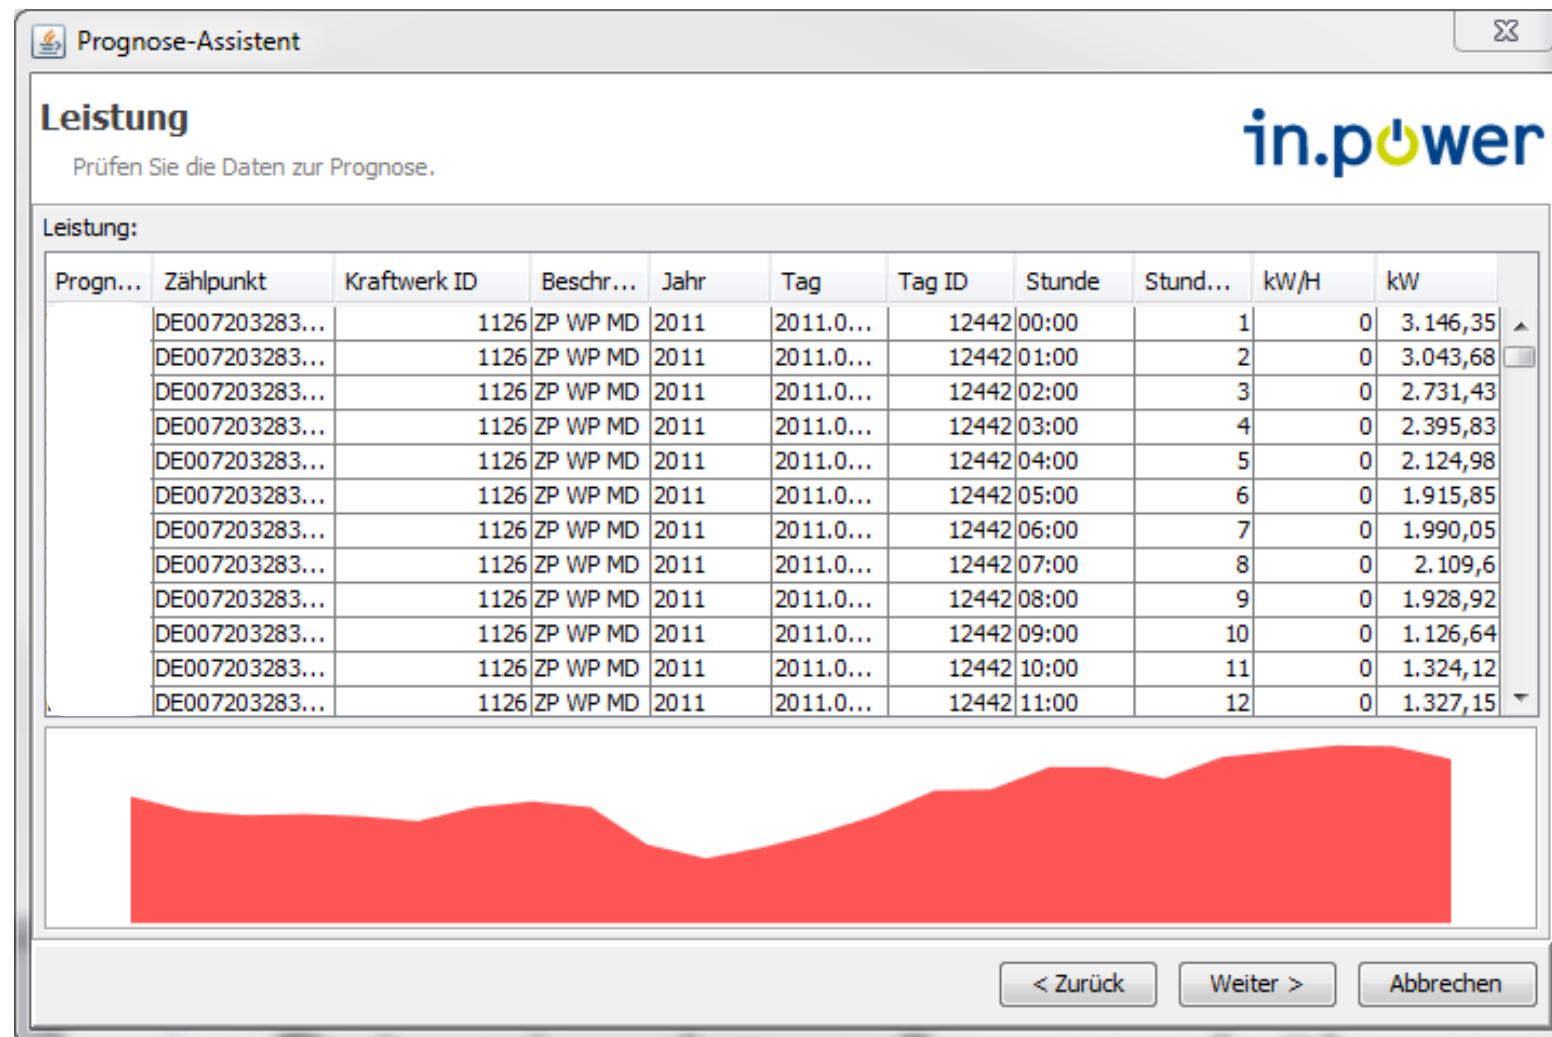 Prognose-Assistent
Leistung
Prüfen Sie die Daten zur Prognose.
in.power
Leistung:
Progn... Zählpunkt Kraftwerk ID Beschr... Jahr Tag Tag ID Stunde Stund... kW/H kW
DE007203283... 1126 ZP WP MD 2011 2011.0... 12442 00:00 1 0 3.146,35
DE007203283... 1126 ZP WP MD 2011 2011.0... 12442 01:00 2 0 3.043,68
DE007203283... 1126 ZP WP MD 2011 2011.0... 12442 02:00 3 0 2.731,43
DE007203283... 1126 ZP WP MD 2011 2011.0... 12442 03:00 4 0 2.395,83
DE007203283... 1126 ZP WP MD 2011 2011.0... 12442 04:00 5 0 2.124,98
DE007203283... 1126 ZP WP MD 2011 2011.0... 12442 05:00 6 0 1.915,85
DE007203283... 1126 ZP WP MD 2011 2011.0... 12442 06:00 7 0 1.990,05
DE007203283... 1126 ZP WP MD 2011 2011.0... 12442 07:00 8 0 2.109,6
DE007203283... 1126 ZP WP MD 2011 2011.0... 12442 08:00 9 0 1.928,92
DE007203283... 1126 ZP WP MD 2011 2011.0... 12442 09:00 10 0 1.126,64
DE007203283... 1126 ZP WP MD 2011 2011.0... 12442 10:00 11 0 1.324,12
DE007203283... 1126 ZP WP MD 2011 2011.0... 12442 11:00 12 0 1.327,15
< Zurück Weiter > Abbrechen